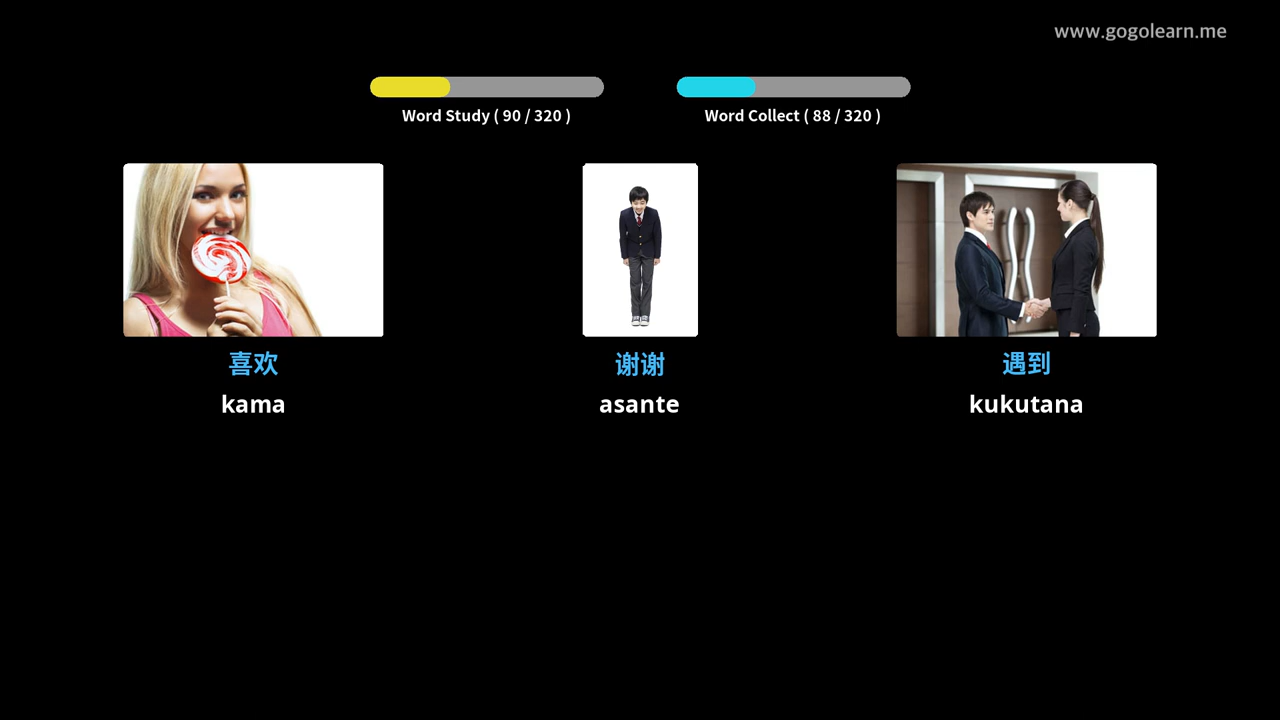 www.gogolearn.me
Word Study ( 90 / 320 )
Word Collect ( 88 / 320 )
喜欢
谢谢
遇到
kama
asante
kukutana